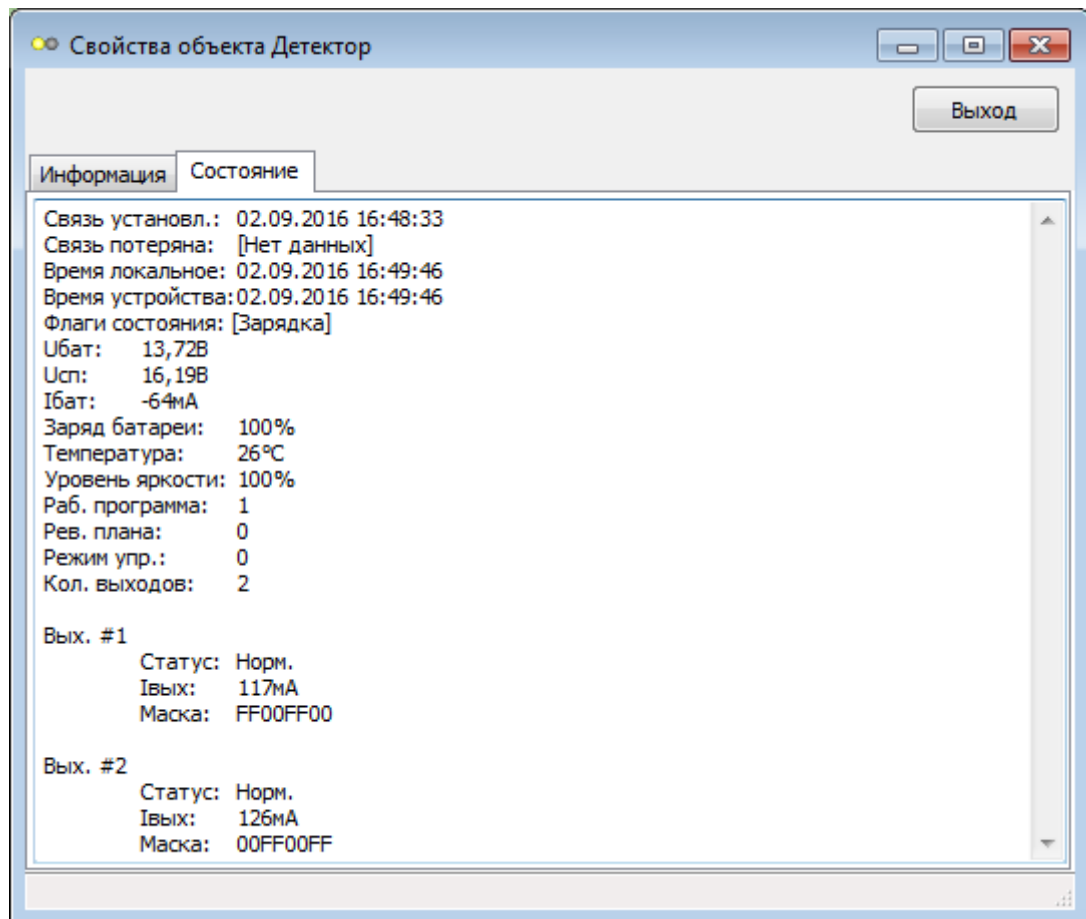 Свойства объекта Детектор
Выход
Информация
Состояние
Связь установл.: 02.09.2016 16:48:33
Связь потеряна: [Нет данных]
Время локальное: 02.09.2016 16:49:46
Время устройства: 02.09.2016 16:49:46
Флаги состояния: [Зарядка]
Uбат: 13,72В
Uсп: 16,19В
Iбат: -64мА
Заряд батареи: 100%
Температура: 26°C
Уровень яркости: 100%
Раб. программа: 1
Рев. плана: 0
Режим упр.: 0
Кол. выходов: 2
Вых. #1
Статус: Норм.
Iвых: 117мА
Маска: FF00FF00
Вых. #2
Статус: Норм.
Iвых: 126мА
Маска: 00FF00FF